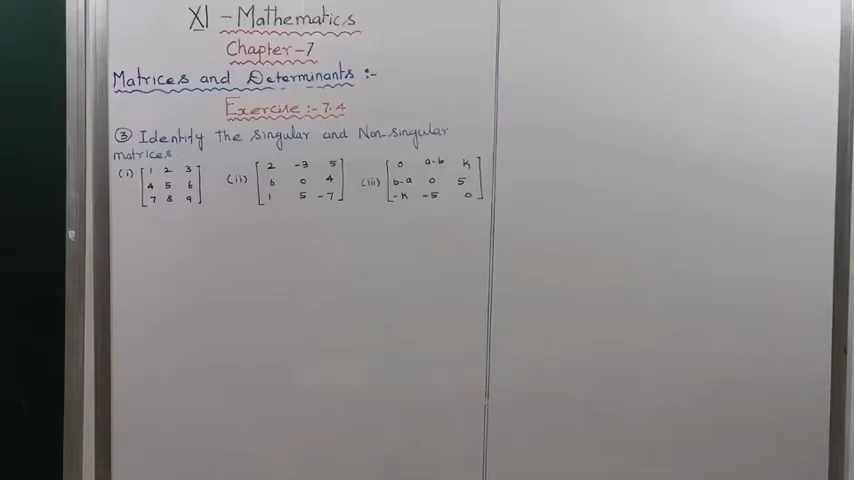 XI - Mathematics
Chapter-7
Matrices and Determinants :-
Exercise :- 7.4
③ Identify the singular and Non-singular
matrices.
(i) [1 2 3 (ii) [2 -3 5] (iii) [0 a-b K]
4 5 6 6 0 4 b-a 0 5
7 8 9] 1 5 -7 -K -5 0